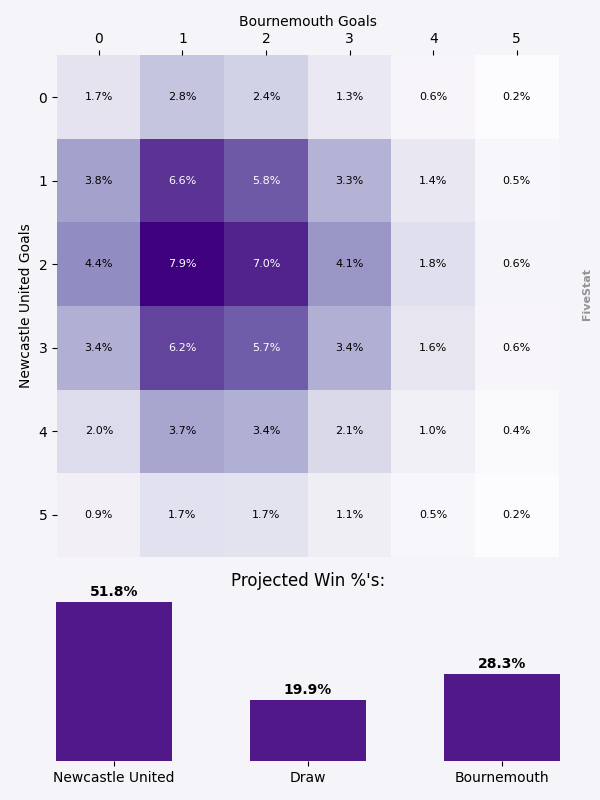 Bournemouth Goals
0 1 2 3 4 5
0 1.7% 2.8% 2.4% 1.3% 0.6% 0.2%
1 3.8% 6.6% 5.8% 3.3% 1.4% 0.5%
2 4.4% 7.9% 7.0% 4.1% 1.8% 0.6%
3 3.4% 6.2% 5.7% 3.4% 1.6% 0.6%
4 2.0% 3.7% 3.4% 2.1% 1.0% 0.4%
5 0.9% 1.7% 1.7% 1.1% 0.5% 0.2%
Newcastle United Goals
FiveStat
Projected Win %'s:
51.8% 19.9% 28.3%
Newcastle United Draw Bournemouth